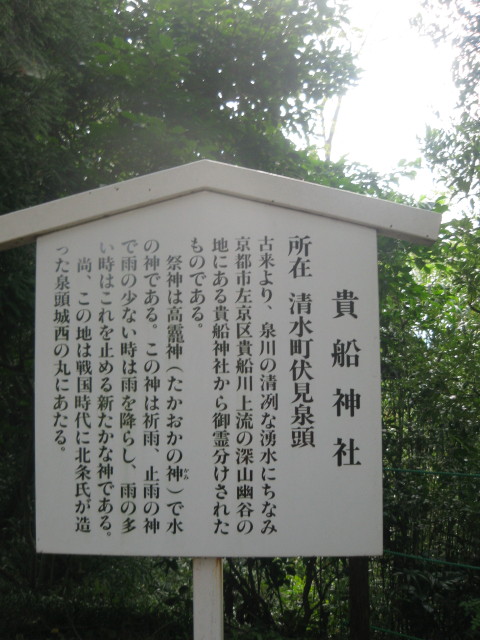 貴船神社
所在　清水町伏見泉頭
古来より、泉川の清冽な湧水にちなみ
京都市左京区貴船川上流の深山幽谷の
地にある貴船神社から御霊分けされた
ものである。
祭神は高龗神（たかおかの神かみ）で水
の神である。この神は祈雨、止雨の神
で雨の少ない時は雨を降らし、雨の多
い時はこれを止める新たかな神である。
尚、この地は戦国時代に北条氏が造
った泉頭城西の丸にあたる。